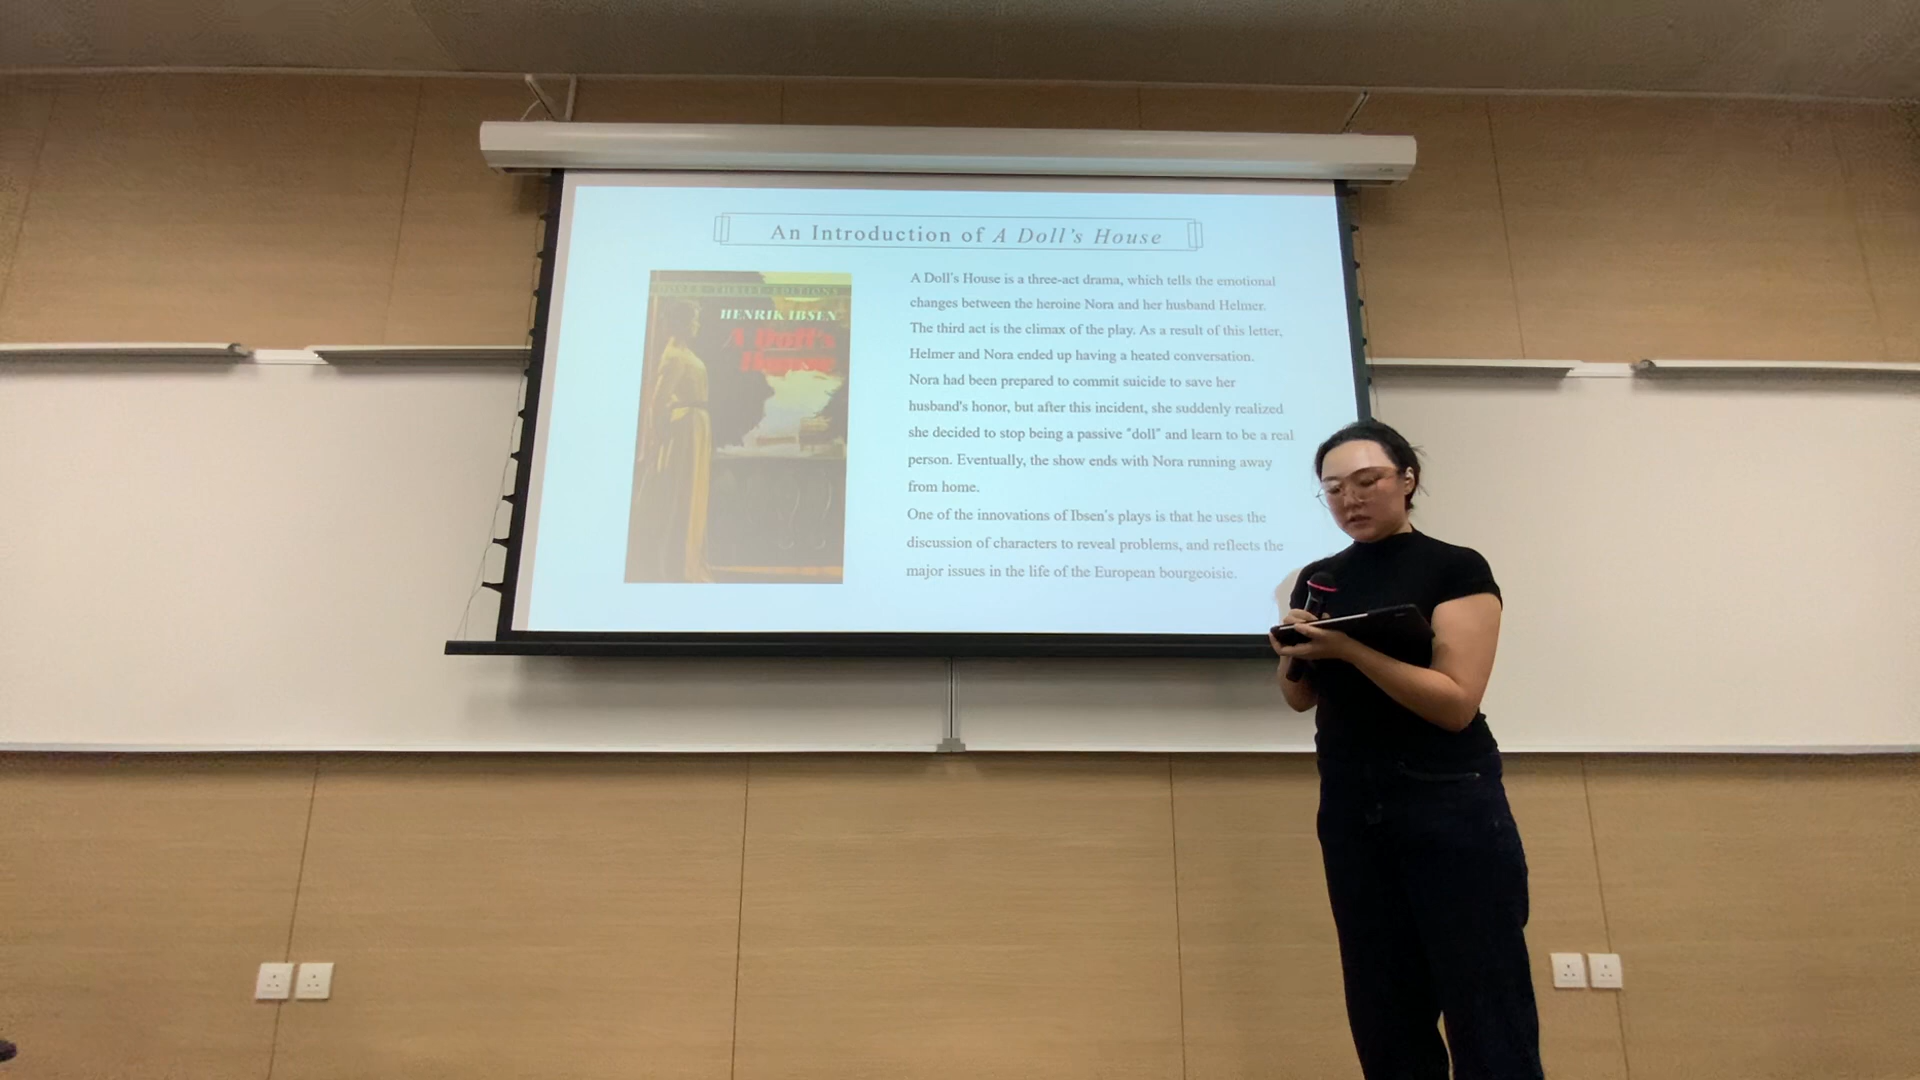 An Introduction of A Doll's House
DOVER · THRIFT · EDITIONS
HENRIK IBSEN
A Doll's
House
A Doll's House is a three-act drama, which tells the emotional
changes between the heroine Nora and her husband Helmer.
The third act is the climax of the play. As a result of this letter,
Helmer and Nora ended up having a heated conversation.
Nora had been prepared to commit suicide to save her
husband's honor, but after this incident, she suddenly realized
she decided to stop being a passive "doll" and learn to be a real
person. Eventually, the show ends with Nora running away
from home.
One of the innovations of Ibsen's plays is that he uses the
discussion of characters to reveal problems, and reflects the
major issues in the life of the European bourgeoisie.